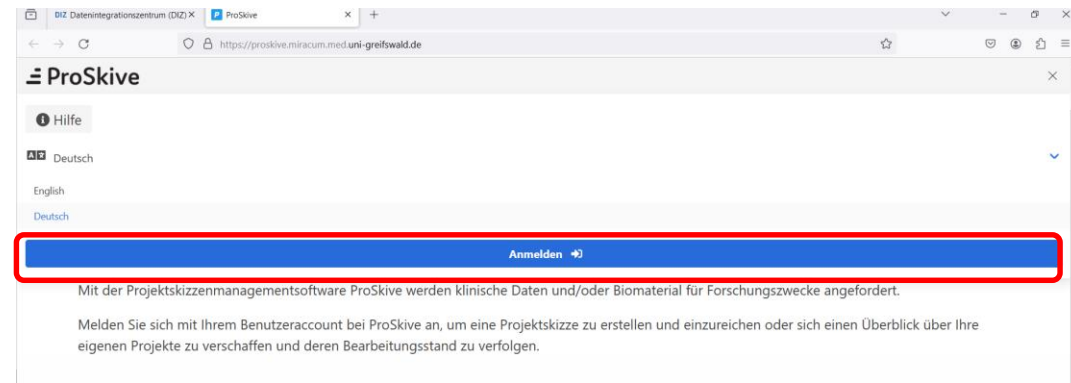 DIZ Datenintegrationszentrum (DIZ) ×
P ProSkive ×
https://proskive.miracum.med.uni-greifswald.de
ProSkive
Hilfe
Deutsch
English
Deutsch
Anmelden
Mit der Projektskizzenmanagementsoftware ProSkive werden klinische Daten und/oder Biomaterial für Forschungszwecke angefordert.
Melden Sie sich mit Ihrem Benutzeraccount bei ProSkive an, um eine Projektskizze zu erstellen und einzureichen oder sich einen Überblick über Ihre
eigenen Projekte zu verschaffen und deren Bearbeitungsstand zu verfolgen.